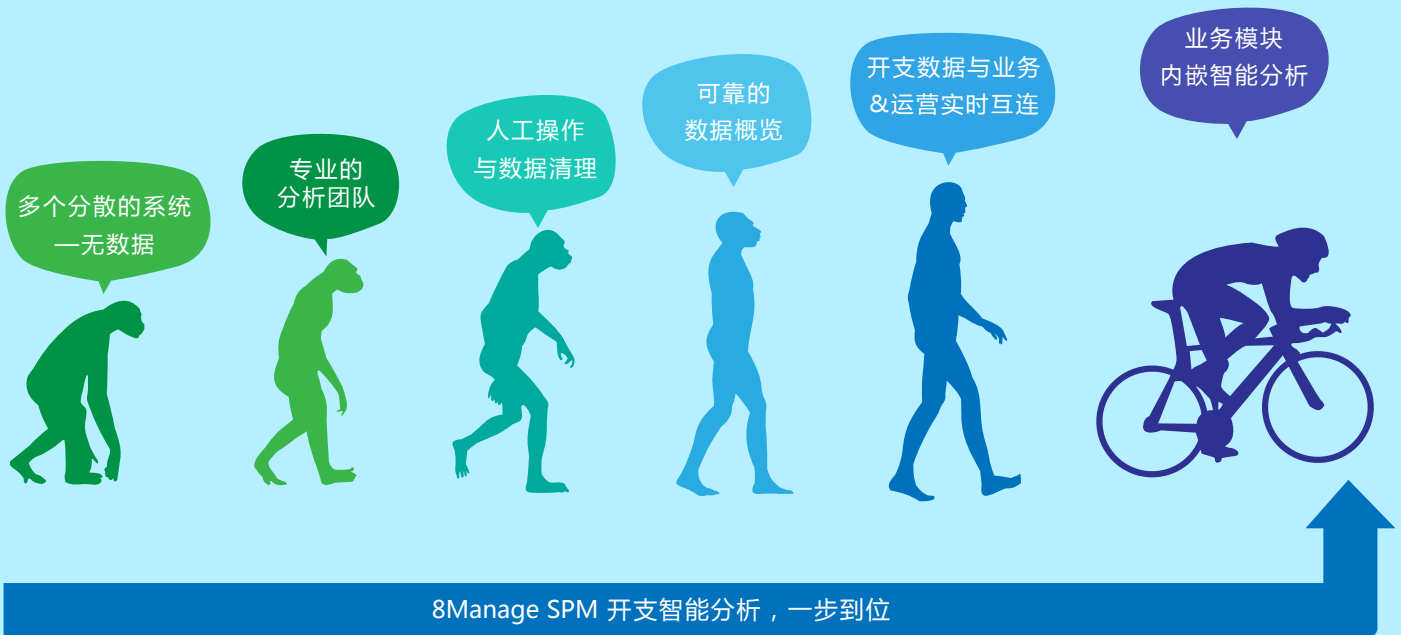 多个分散的系统
—无数据
专业的
分析团队
人工操作
与数据清理
可靠的
数据概览
开支数据与业务
&运营实时互连
业务模块
内嵌智能分析
8Manage SPM 开支智能分析，一步到位